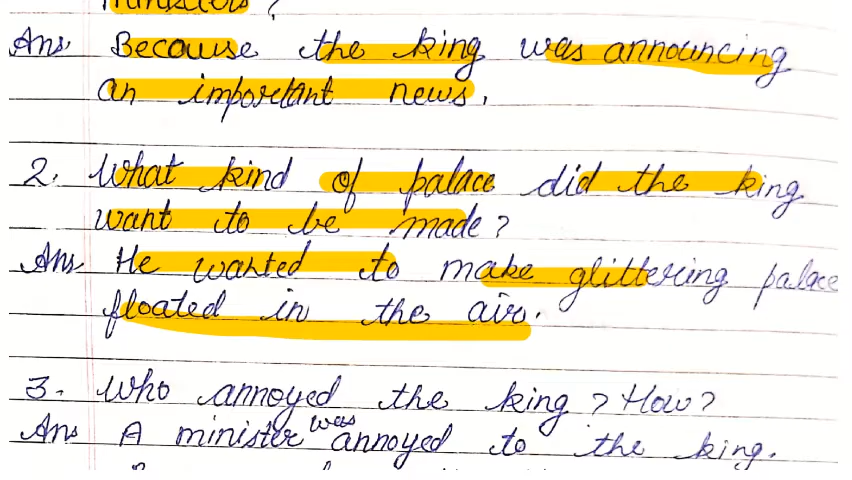 ministers?
Ans. Because the king was announcing
an important news.
2. What kind of palace did the king
want to be made?
Ans He wanted to make glittering palace
floated in the air.
3. Who annoyed the king? How?
Ans A minister was annoyed to the king.